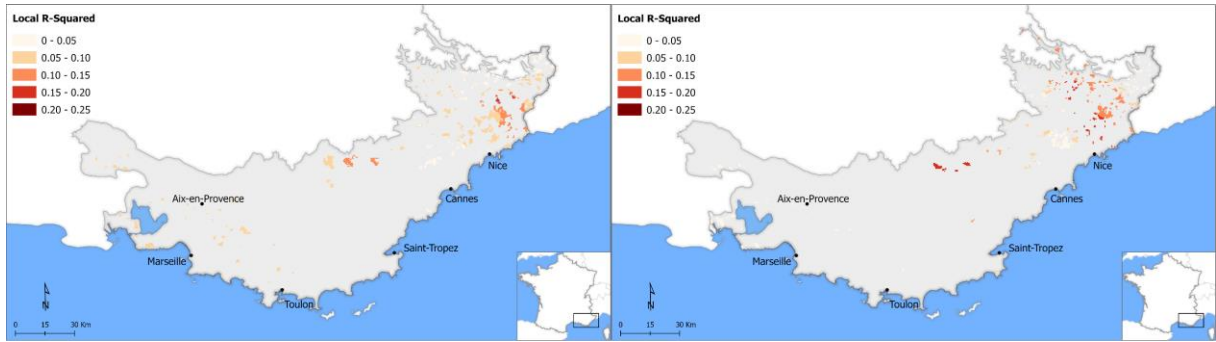 Local R-Squared
0 - 0.05
0.05 - 0.10
0.10 - 0.15
0.15 - 0.20
0.20 - 0.25
Nice
Aix-en-Provence
Cannes
Saint-Tropez
Marseille
Toulon
N
0 15 30 Km
Local R-Squared
0 - 0.05
0.05 - 0.10
0.10 - 0.15
0.15 - 0.20
0.20 - 0.25
Nice
Aix-en-Provence
Cannes
Saint-Tropez
Marseille
Toulon
N
0 15 30 Km